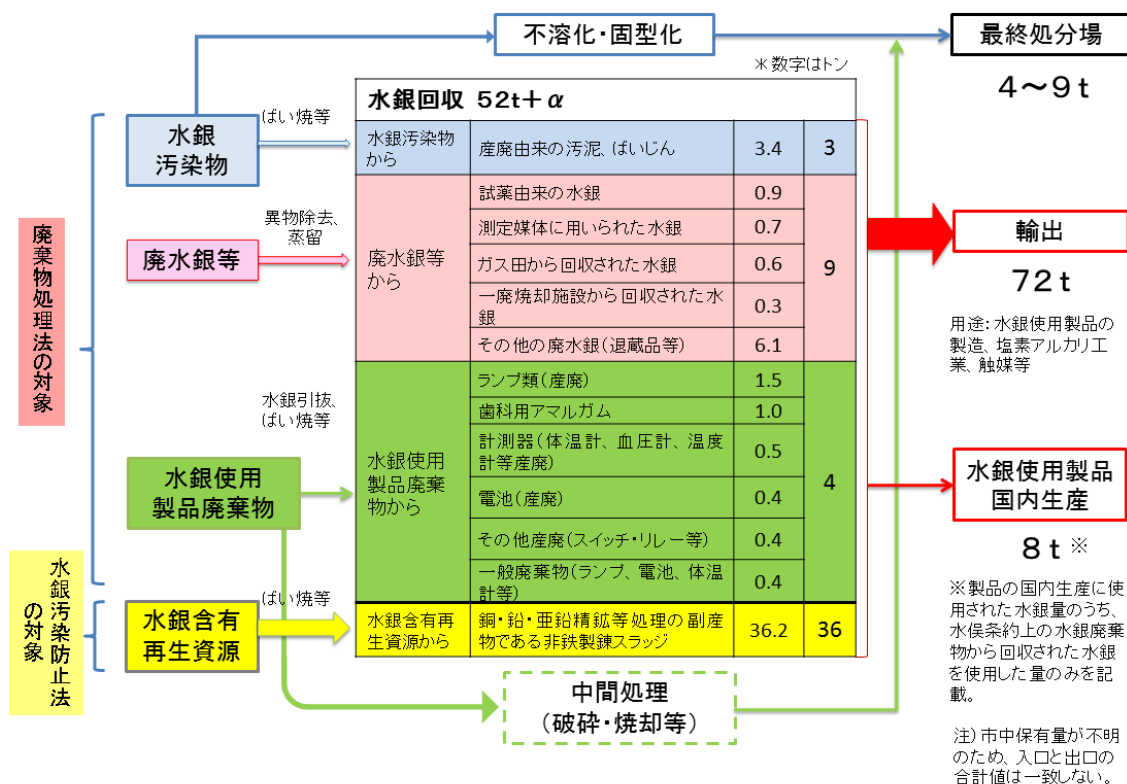 不溶化・固型化
最終処分場
4～9t
＊数字はトン
水銀回収 52t＋α
ばい焼等
水銀
汚染物
水銀汚染物
から
産廃由来の汚泥、ばいじん
3.4
3
異物除去、
蒸留
廃水銀等
廃水銀等
から
試薬由来の水銀
0.9
測定媒体に用いられた水銀
0.7
ガス田から回収された水銀
0.6
一廃焼却施設から回収された水
銀
0.3
その他の廃水銀(退蔵品等)
6.1
9
輸出
72t
用途：水銀使用製品の
製造、塩素アルカリ工
業、触媒等
廃棄物処理法の対象
水銀引抜、
ばい焼等
水銀使用
製品廃棄物
水銀使用
製品廃棄
物から
ランプ類(産廃)
1.5
歯科用アマルガム
1.0
計測器(体温計、血圧計、温度
計等産廃)
0.5
電池(産廃)
0.4
その他産廃(スイッチ・リレー等)
0.4
一般廃棄物(ランプ、電池、体温
計等)
0.4
4
水銀使用製品
国内生産
8t※
※製品の国内生産に使
用された水銀量のうち、
水俣条約上の水銀廃棄
物から回収された水銀
を使用した量のみを記
載。
水銀汚染防止法
の対象
ばい焼等
水銀含有
再生資源
水銀含有再
生資源から
銅・鉛・亜鉛精鉱等処理の副産
物である非鉄製錬スラッジ
36.2
36
中間処理
(破砕・焼却等)
注)市中保有量が不明
のため、入口と出口の
合計値は一致しない。